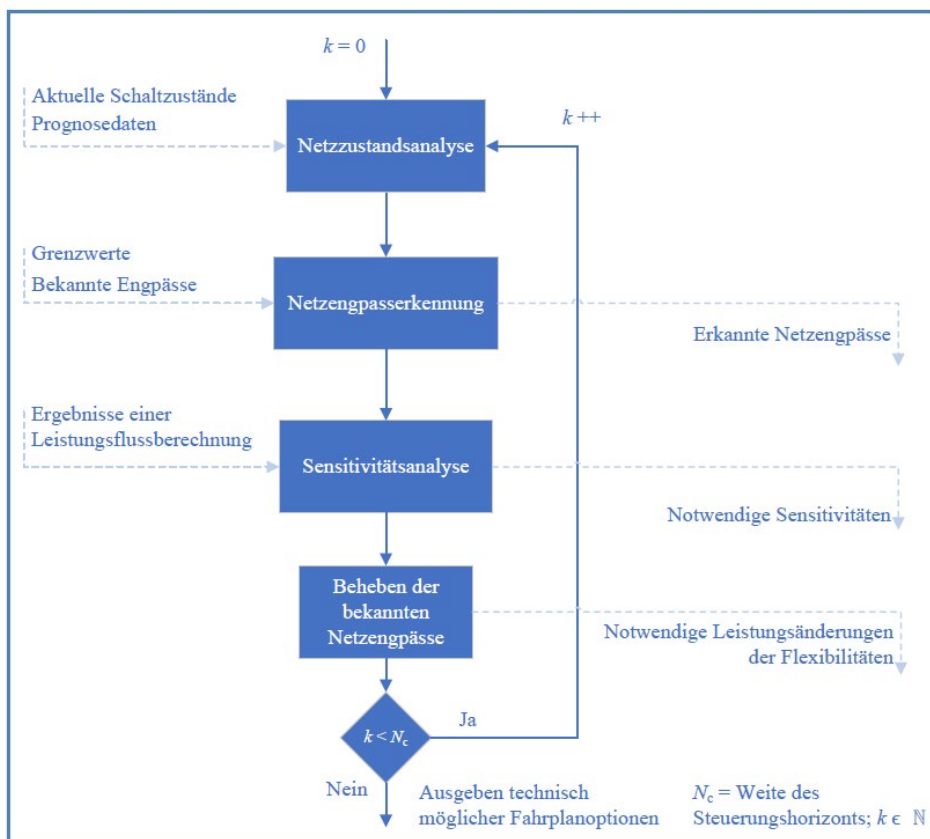 k = 0
Aktuelle Schaltzustände
Prognosedaten
k ++
Netzzustandsanalyse
Grenzwerte
Bekannte Engpässe
Netzengpasserkennung
Erkannte Netzengpässe
Ergebnisse einer
Leistungsflussberechnung
Sensitivitätsanalyse
Notwendige Sensitivitäten
Beheben der
bekannten
Netzengpässe
Notwendige Leistungsänderungen
der Flexibilitäten
k < Nc
Ja
Nein
Ausgeben technisch
möglicher Fahrplanoptionen
Nc = Weite des
Steuerungshorizonts; k ϵ ℕ